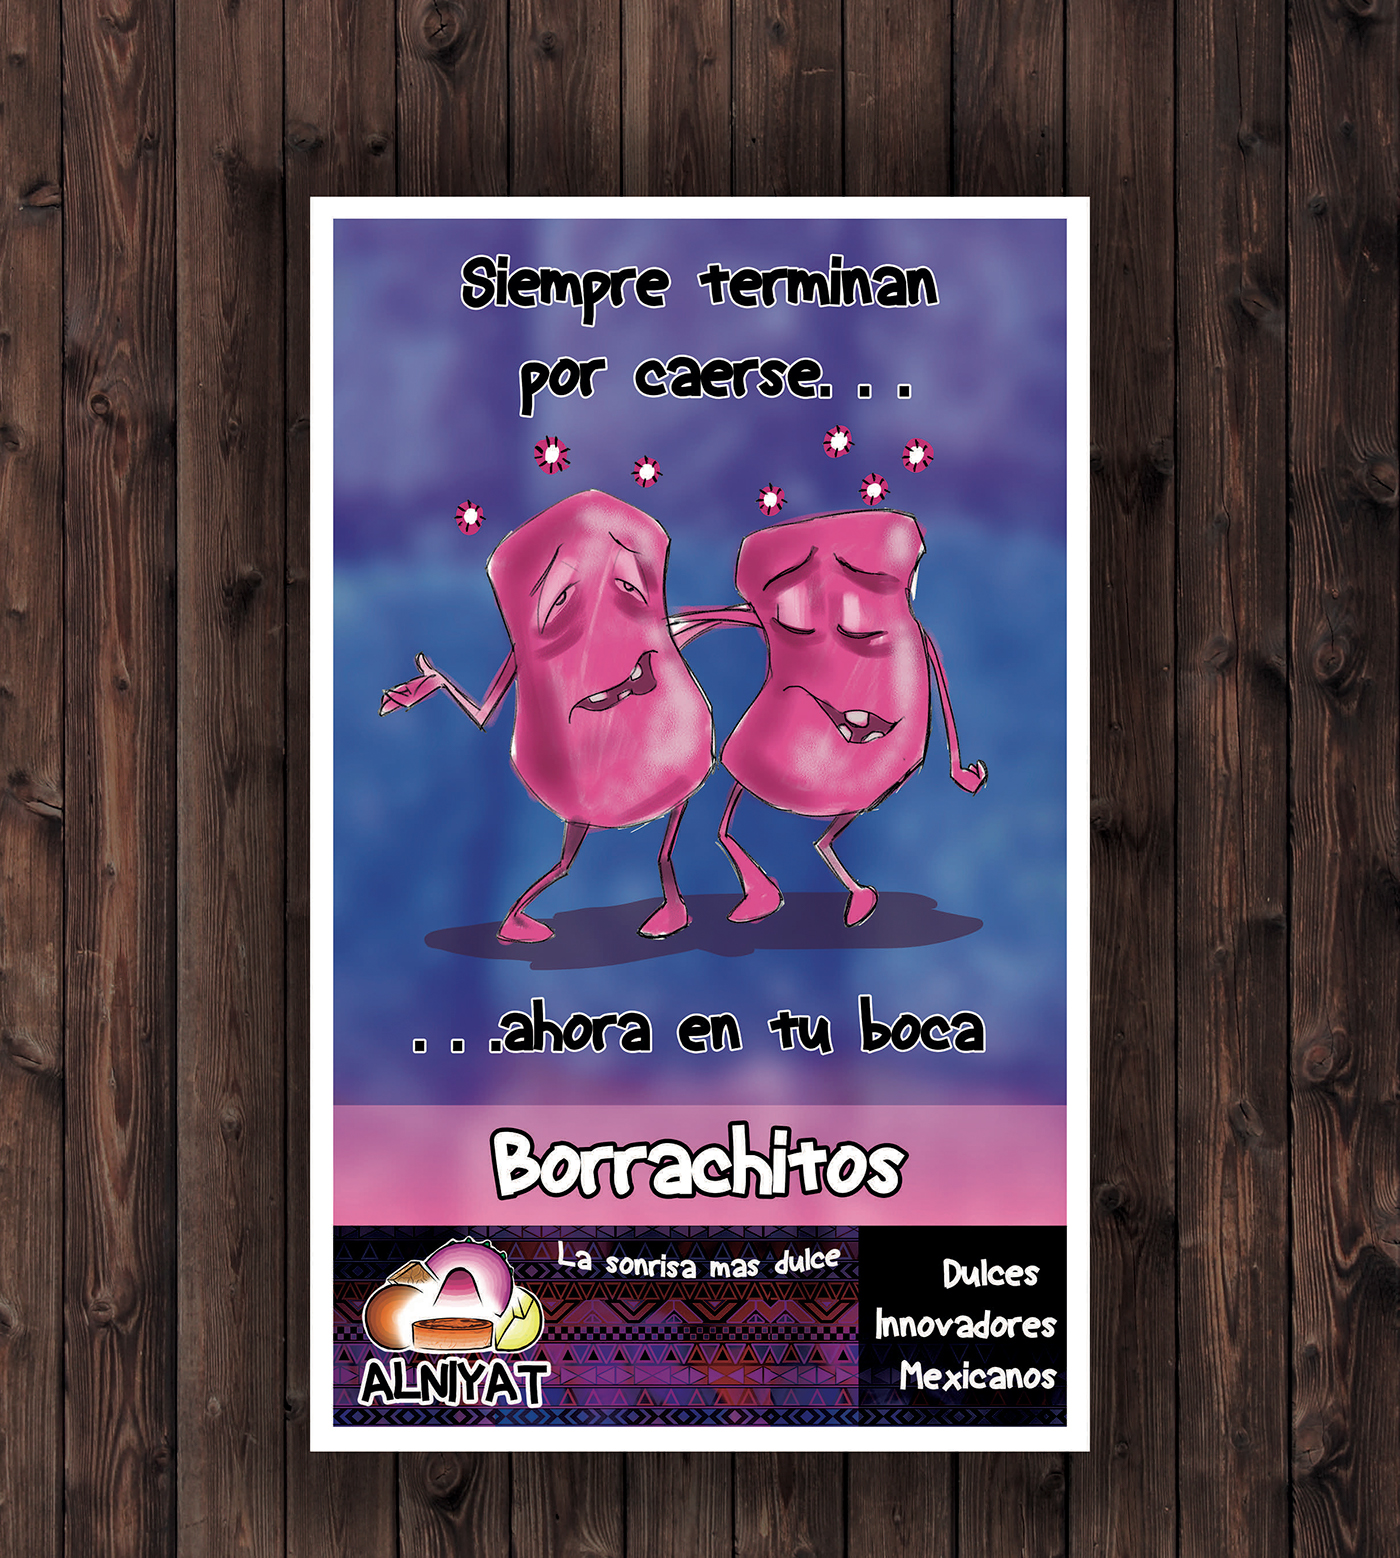 Siempre terminan
por caerse. . .
. . .ahora en tu boca
Borrachitos
La sonrisa mas dulce
ALNIYAT
Dulces
Innovadores
Mexicanos